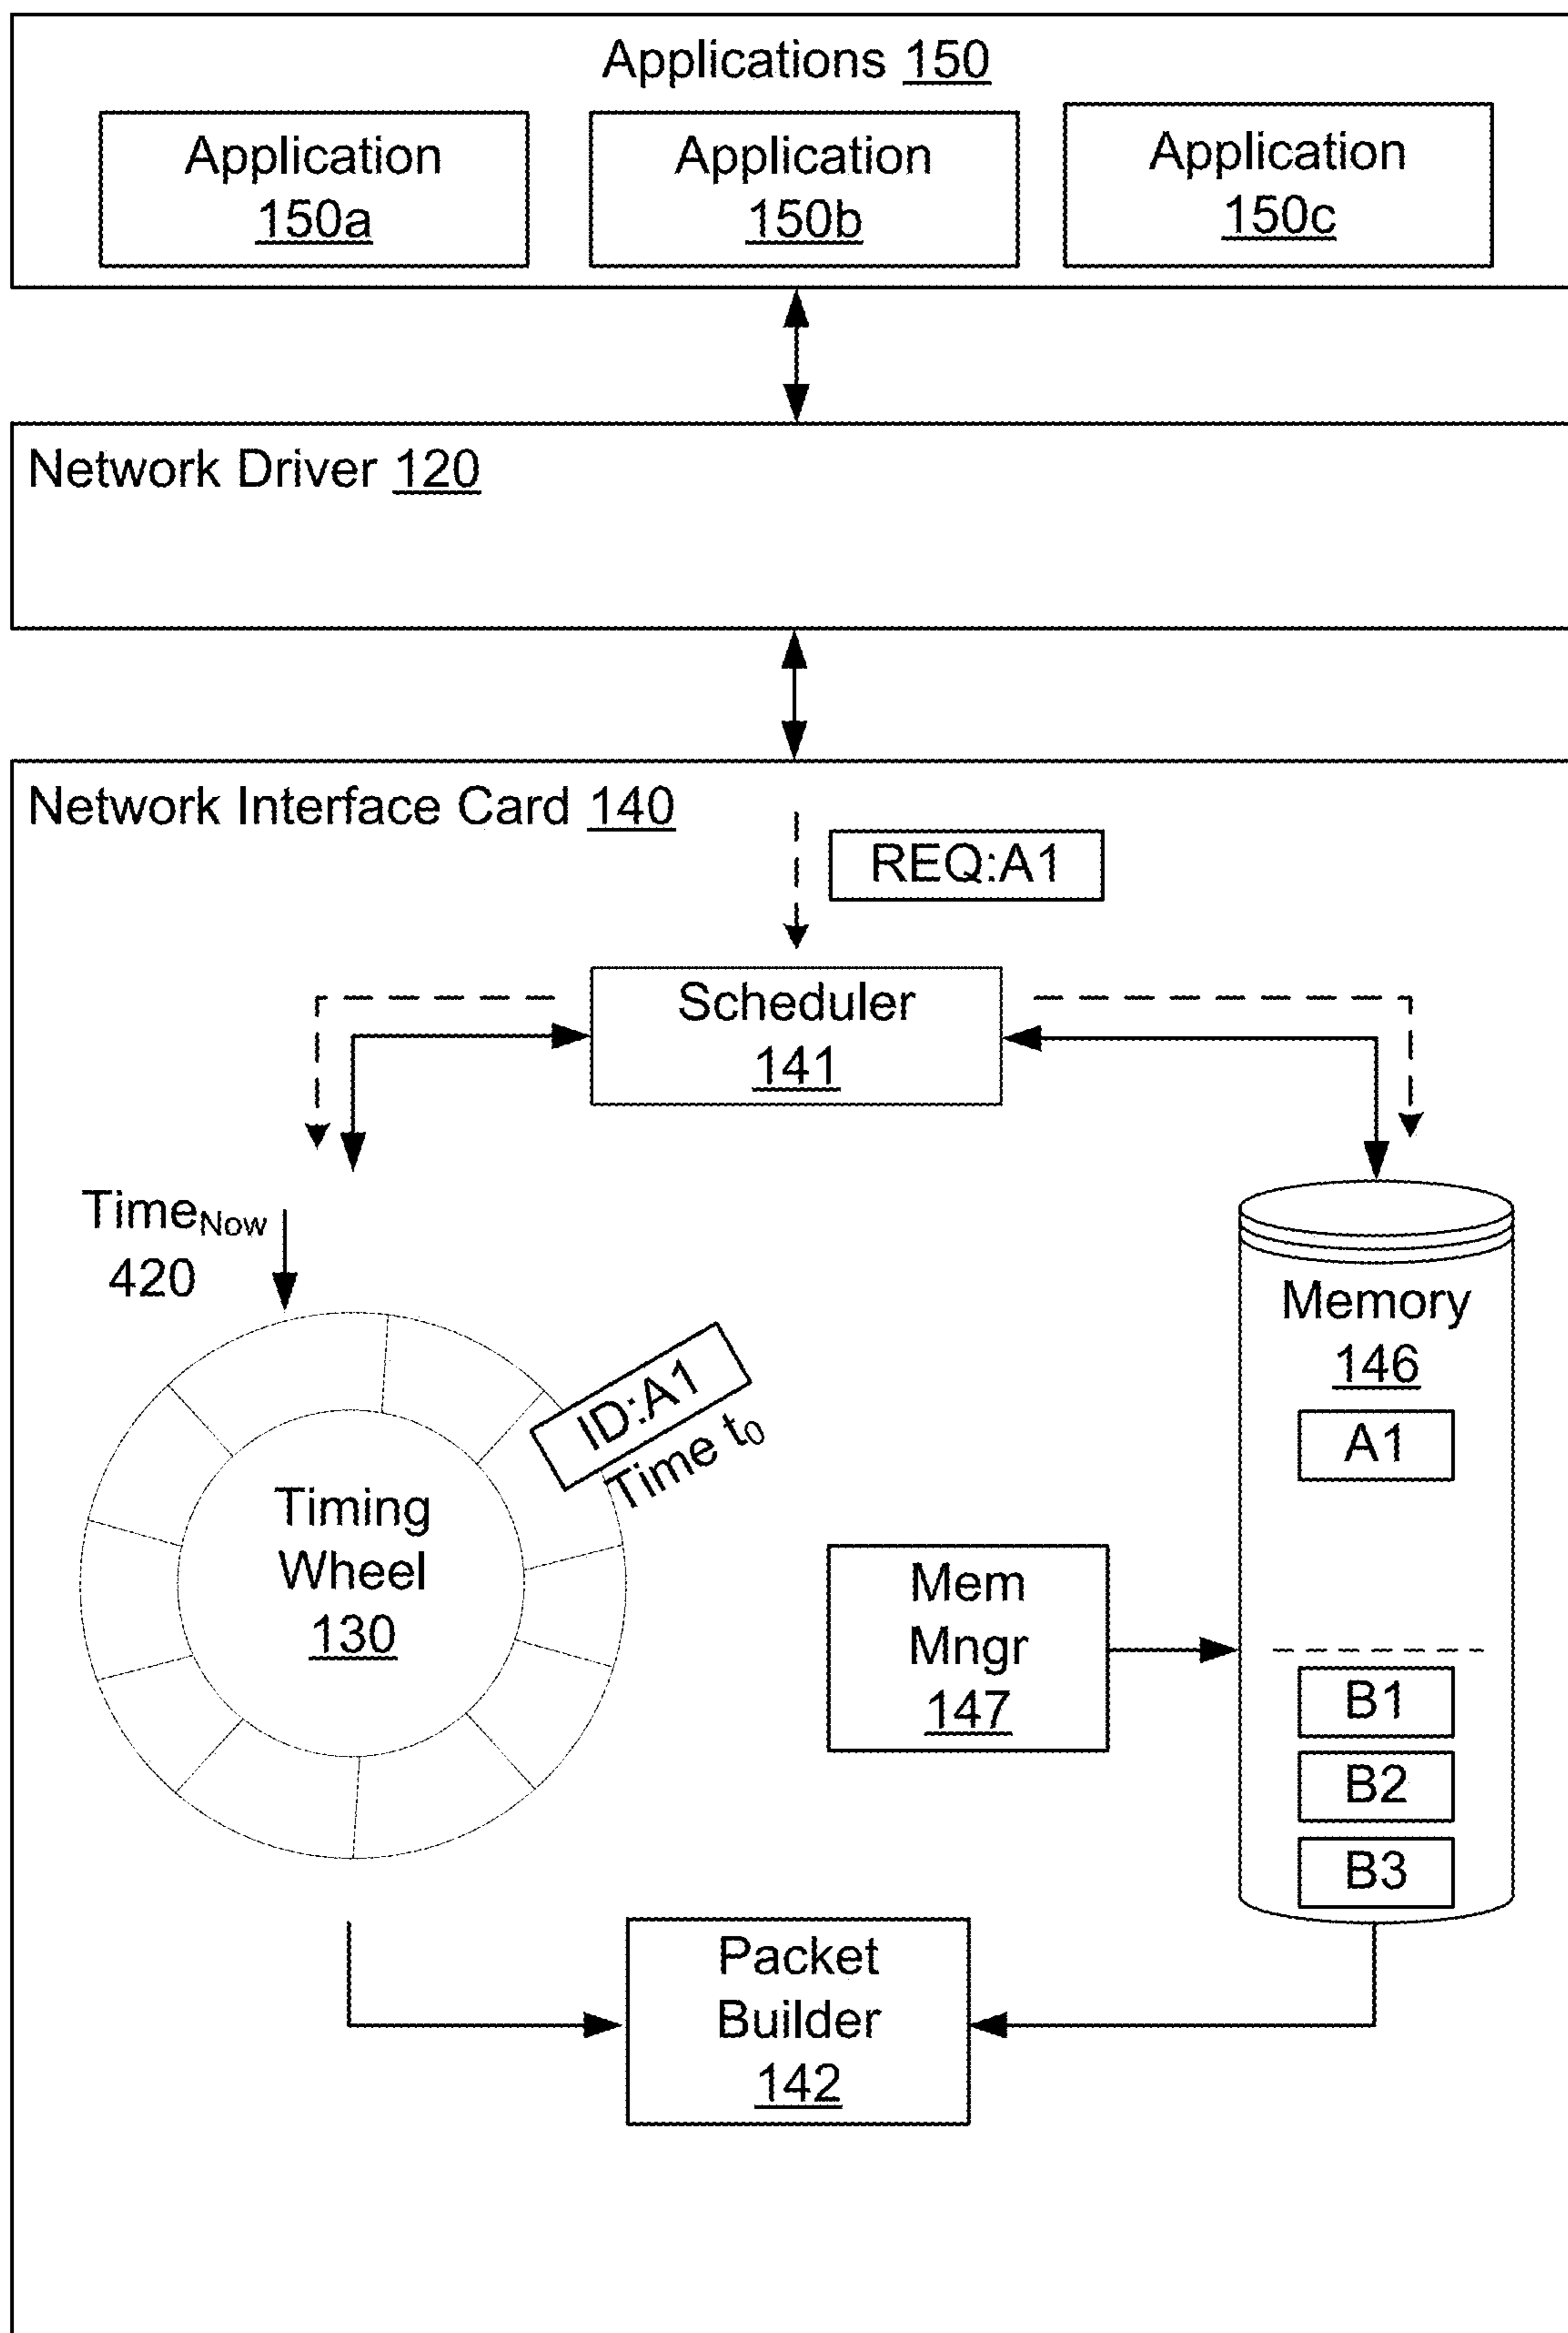 Applications 150
Application
150a
Application
150b
Application
150c
Network Driver 120
Network Interface Card 140
REQ:A1
Scheduler
141
Time_Now
420
ID:A1
Time t_0
Timing
Wheel
130
Memory
146
A1
Mem
Mngr
147
B1
B2
B3
Packet
Builder
142